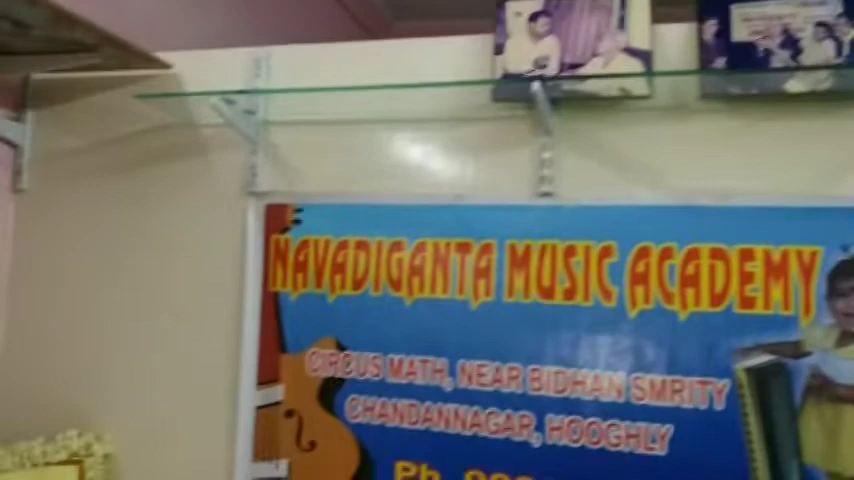 NAVADIGANTA MUSIC ACADEMY
CIRCUS MATH, NEAR BIDHAN SMRITY
CHANDANNAGAR, HOOGHLY
Ph.